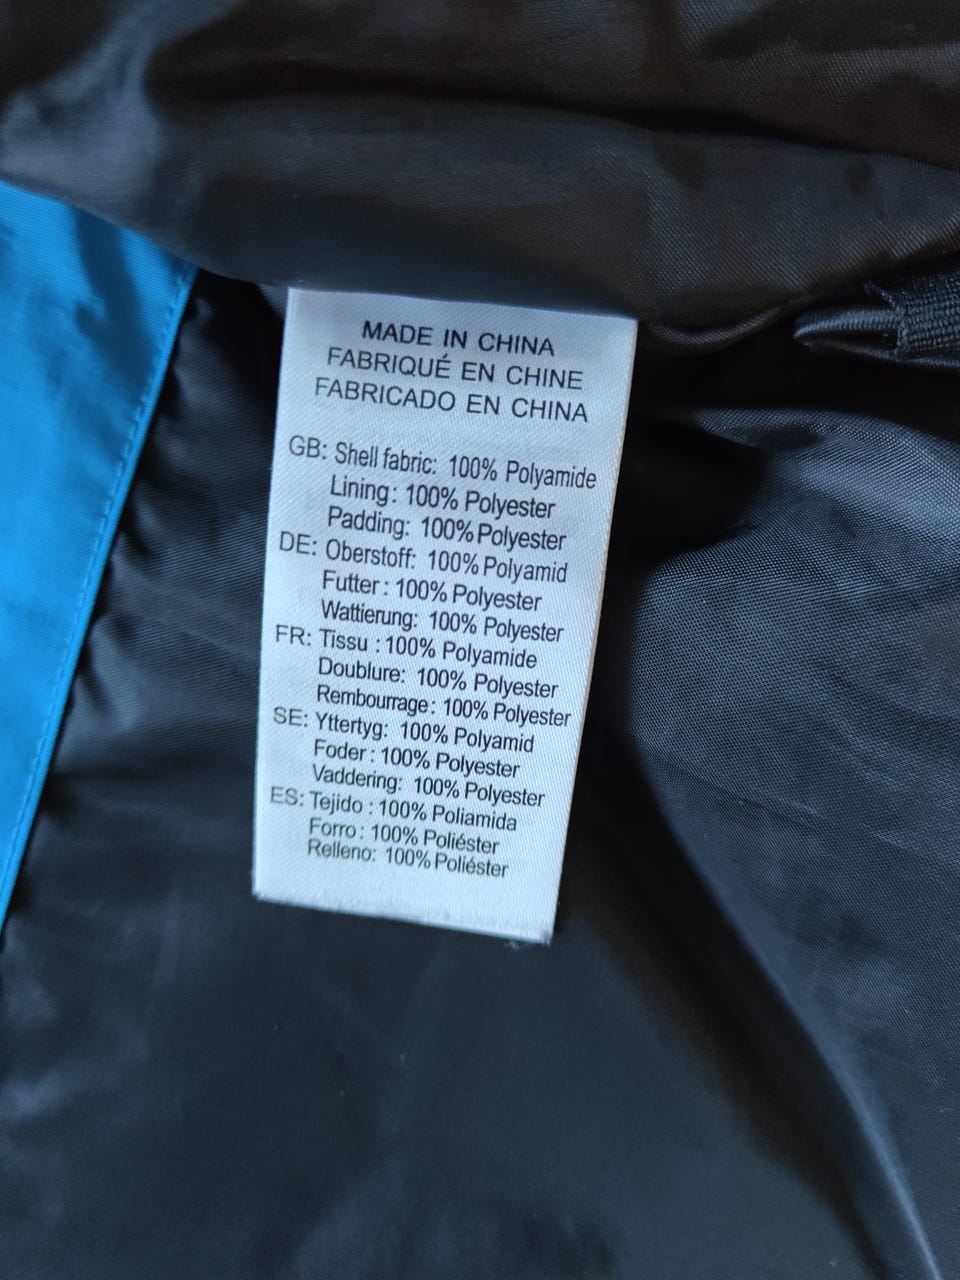 MADE IN CHINA
FABRIQUÉ EN CHINE
FABRICADO EN CHINA
GB: Shell fabric: 100% Polyamide
Lining: 100% Polyester
Padding: 100% Polyester
DE: Oberstoff: 100% Polyamid
Futter: 100% Polyester
Wattierung: 100% Polyester
FR: Tissu : 100% Polyamide
Doublure: 100% Polyester
Rembourrage: 100% Polyester
SE: Yttertyg: 100% Polyamid
Foder : 100% Polyester
Vaddering: 100% Polyester
ES: Tejido : 100% Poliamida
Forro : 100% Poliéster
Relleno: 100% Poliéster